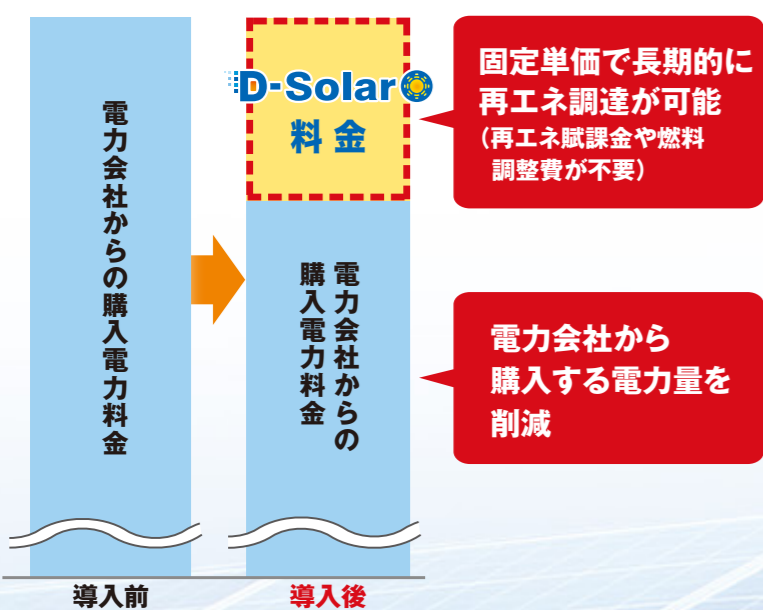 電力会社からの購入電力料金
D-Solar
料金
電力会社からの
購入電力料金
固定単価で長期的に
再エネ調達が可能
(再エネ賦課金や燃料
調整費が不要)
電力会社から
購入する電力量を
削減
導入前
導入後